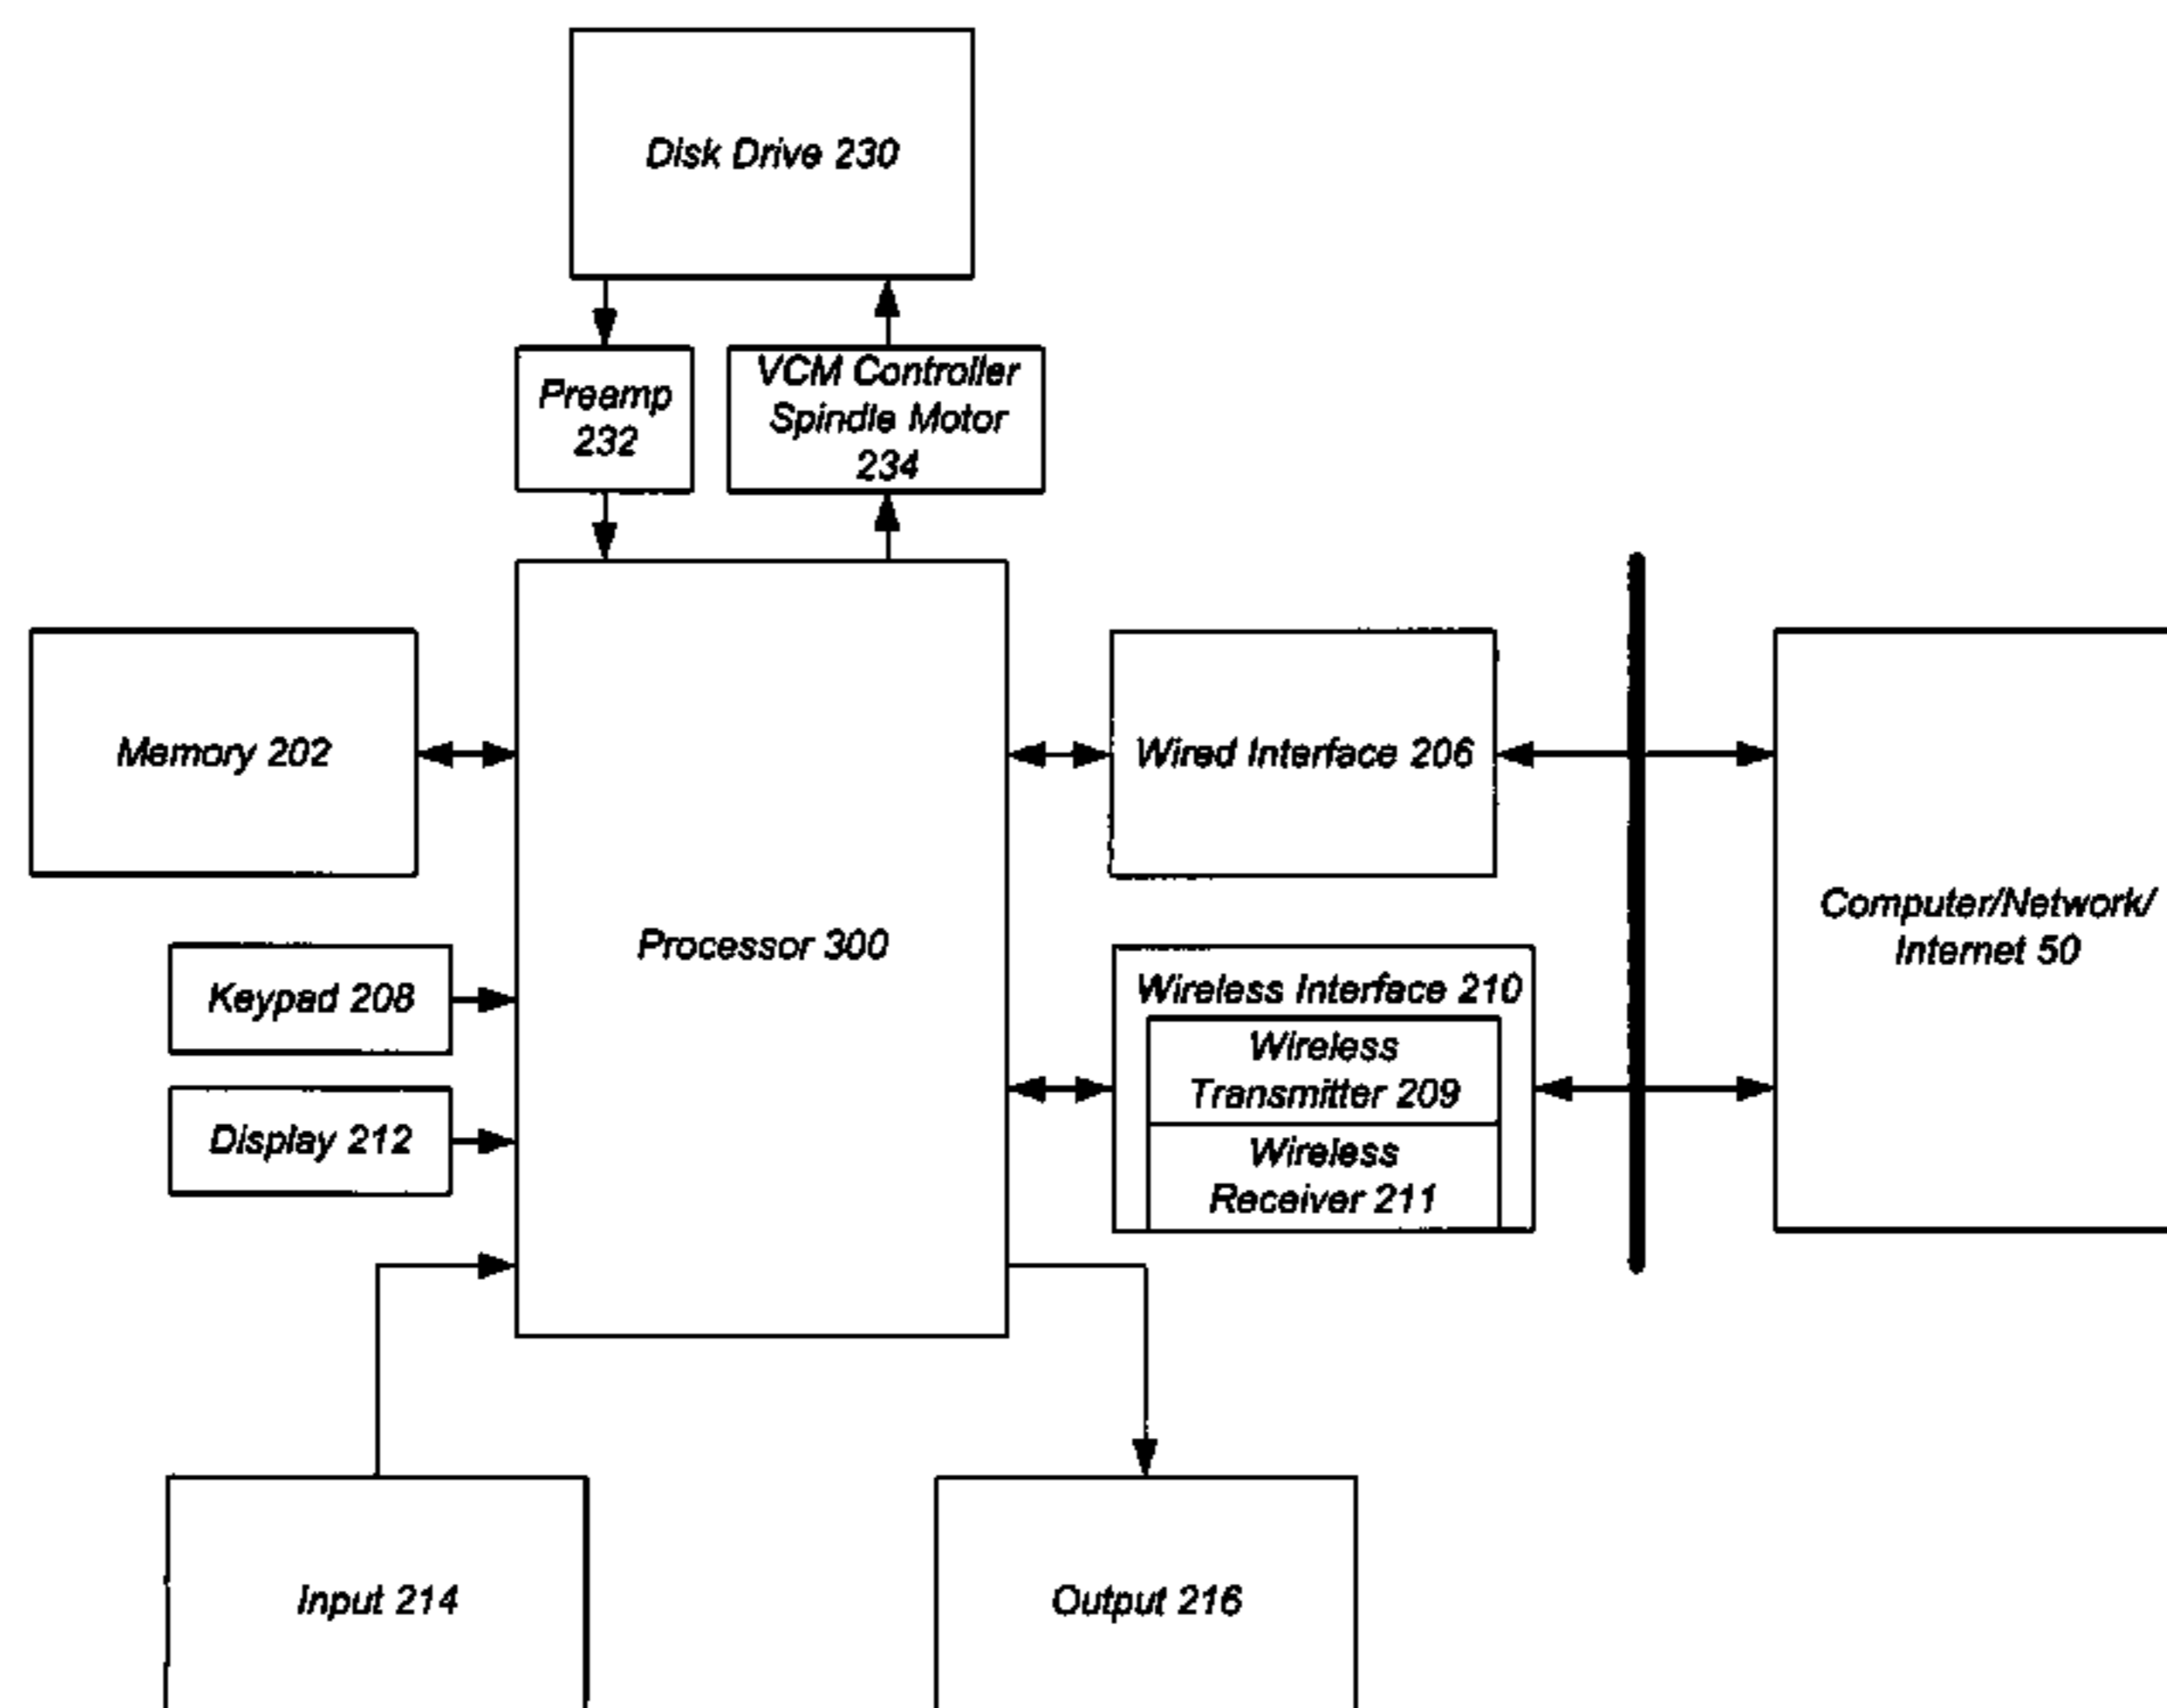 Disk Drive 230
Preamp
232
VCM Controller
Spindle Motor
234
Memory 202
Processor 300
Wired Interface 206
Computer/Network/
Internet 50
Keypad 208
Display 212
Wireless Interface 210
Wireless
Transmitter 209
Wireless
Receiver 211
Input 214
Output 216